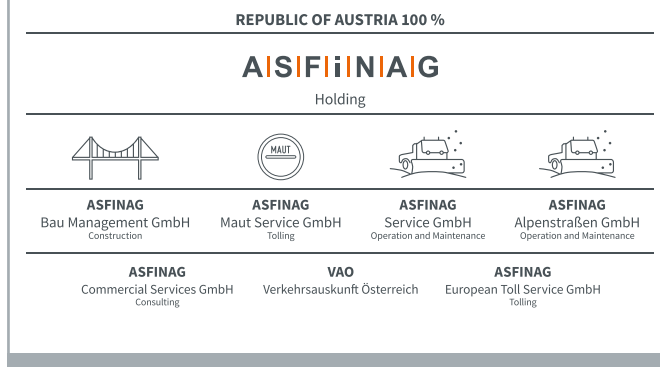 REPUBLIC OF AUSTRIA 100 %
A|S|F|i|N|A|G
Holding
MAUT
ASFINAG ASFINAG ASFINAG ASFINAG
Bau Management GmbH Maut Service GmbH Service GmbH Alpenstraßen GmbH
Construction Tolling Operation and Maintenance Operation and Maintenance
ASFINAG VAO ASFINAG
Commercial Services GmbH Verkehrsauskunft Österreich European Toll Service GmbH
Consulting Tolling